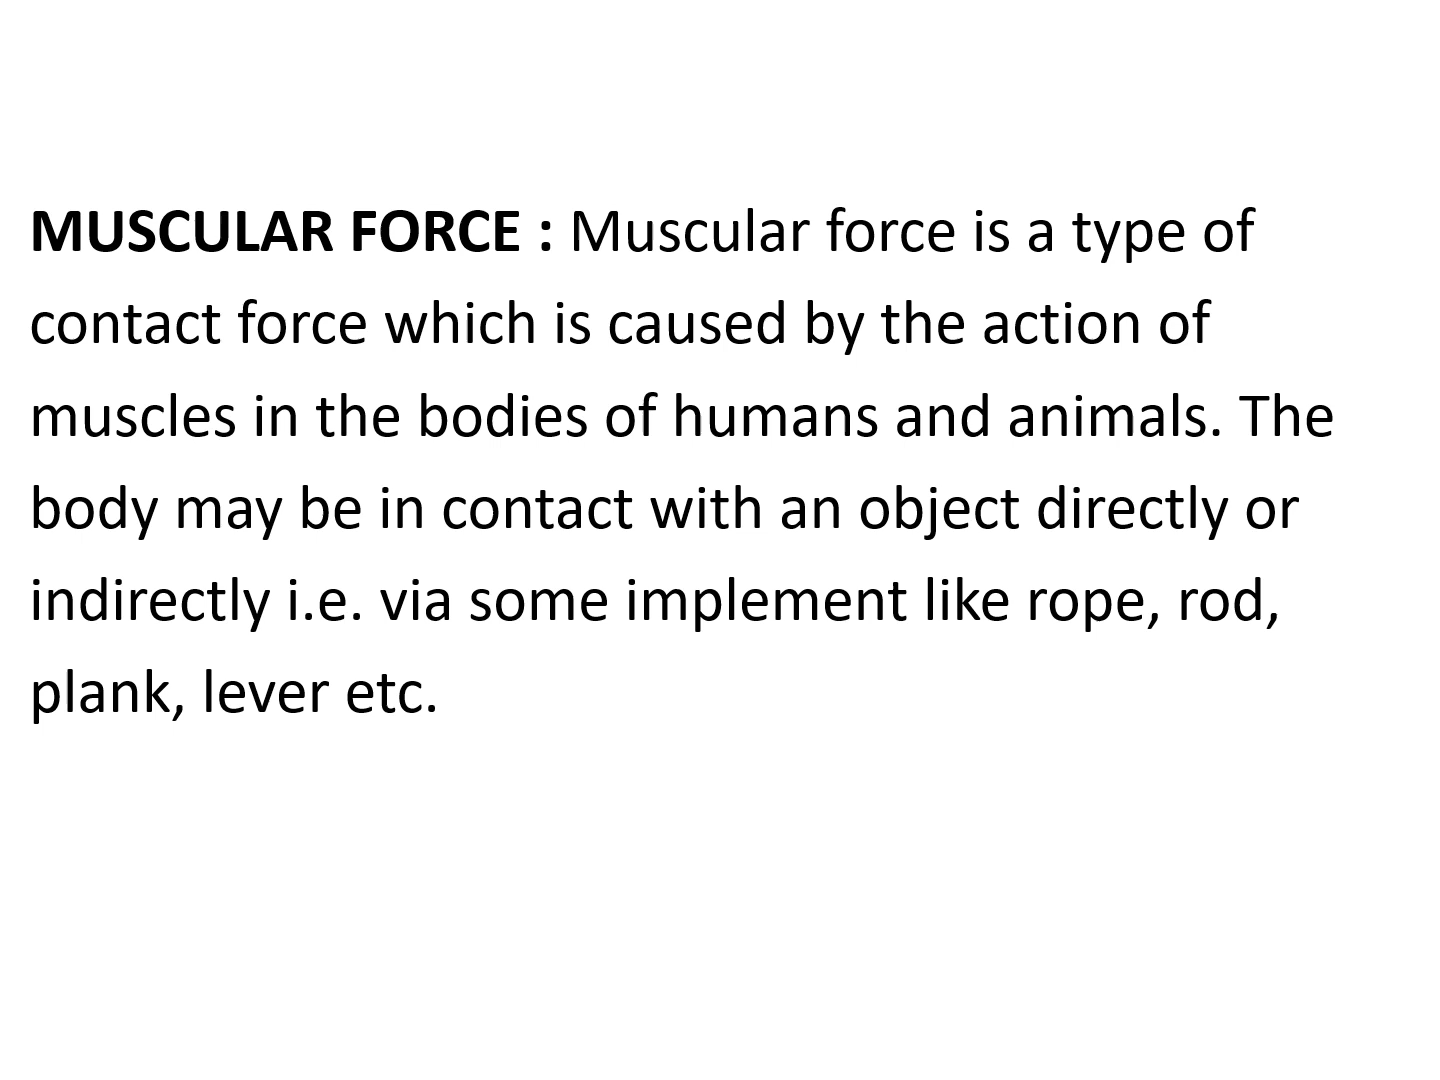 MUSCULAR FORCE : Muscular force is a type of
contact force which is caused by the action of
muscles in the bodies of humans and animals. The
body may be in contact with an object directly or
indirectly i.e. via some implement like rope, rod,
plank, lever etc.